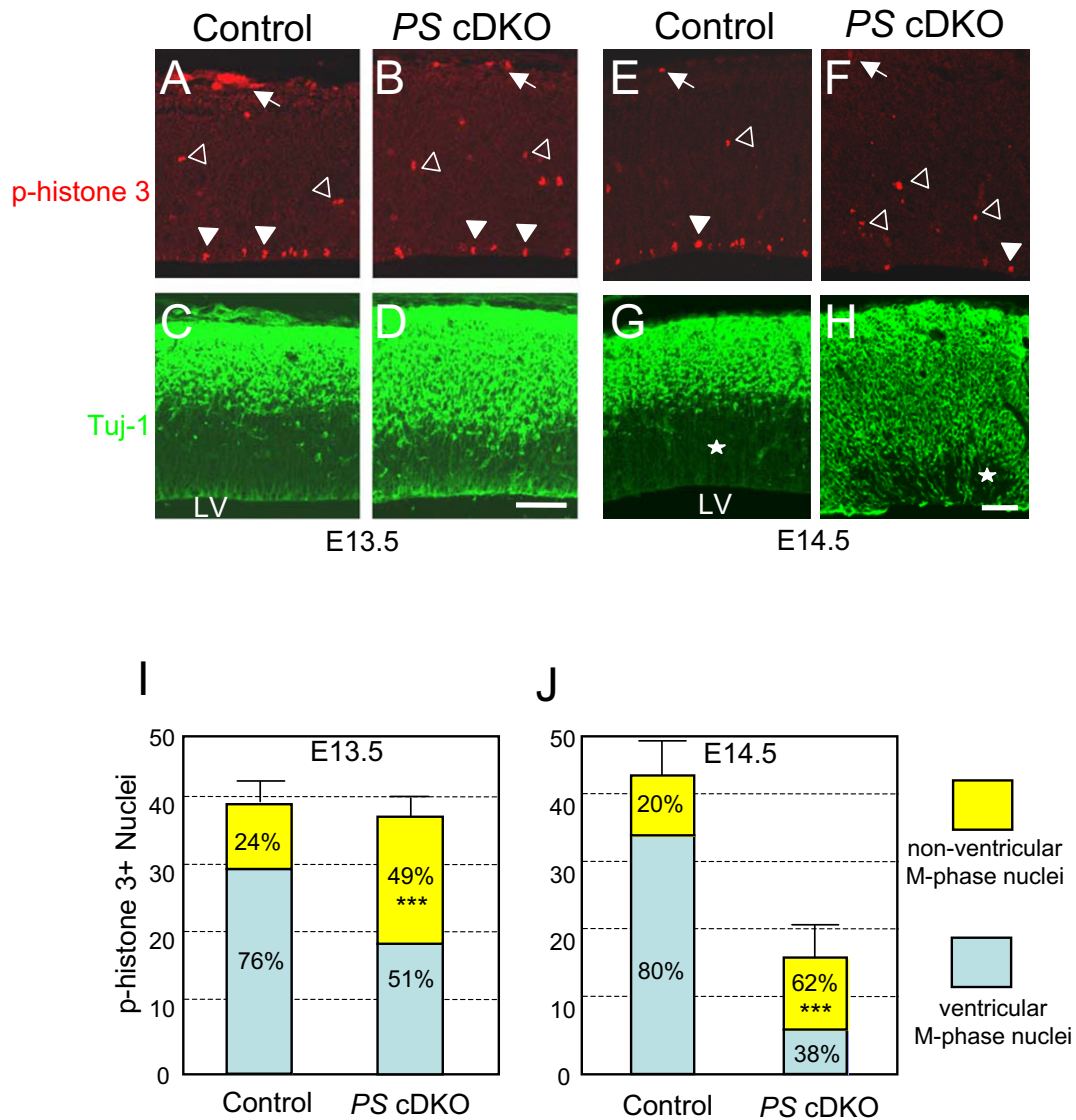 Control PS cDKO Control PS cDKO
A B E F
p-histone 3
C D G H
Tuj-1
LV LV
E13.5 E14.5
I J
50 E13.5 50 E14.5
40 40
30 30
20 20
10 10
0 0
p-histone 3+ Nuclei
24% 49% 20% 62%
*** ***
76% 51% 80% 38%
Control PS cDKO Control PS cDKO
non-ventricular
M-phase nuclei
ventricular
M-phase nuclei